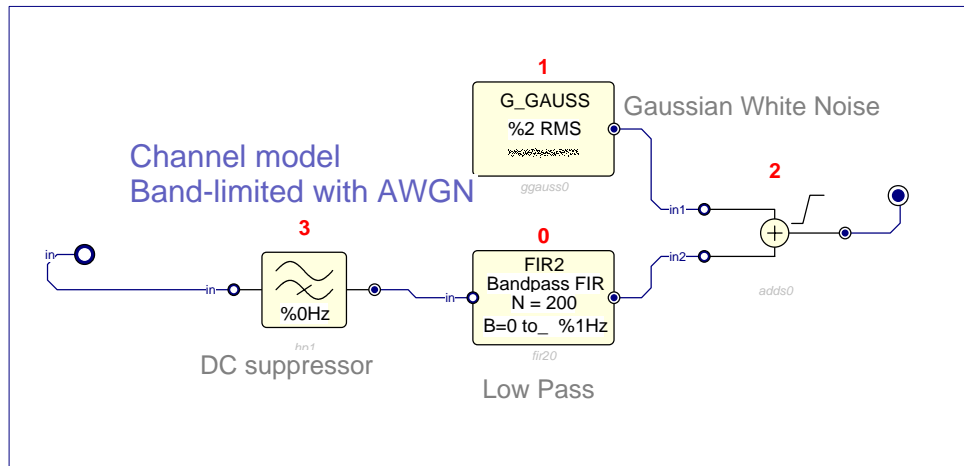 1
G_GAUSS
%2 RMS
ggauss0
Gaussian White Noise
Channel model
Band-limited with AWGN
2
in1
in2
adds0
3
in
in
%0Hz
hp1
DC suppressor
0
in
FIR2
Bandpass FIR
N = 200
B=0 to_ %1Hz
fir20
Low Pass